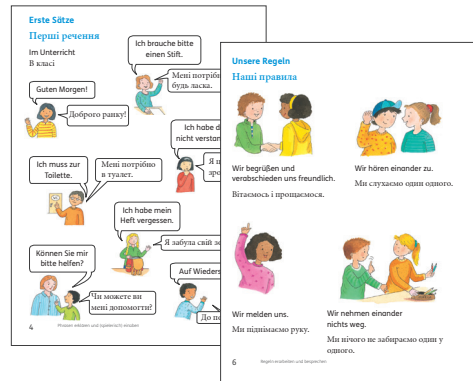 Erste Sätze
Перші речення
Im Unterricht
В класі
Ich brauche bitte
einen Stift.
Мені потрібн
будь ласка.
Guten Morgen!
Доброго ранку!
Ich habe d
nicht verstan
Я н
зро
Ich muss zur
Toilette.
Мені потрібно
в туалет.
Ich habe mein
Heft vergessen.
Я забула свій зо
Können Sie mir
bitte helfen?
Чи можете ви
мені допомогти?
Auf Wieders
До по
4
Unsere Regeln
Наші правила
Wir begrüßen und
verabschieden uns freundlich.
Вітаємось і прощаємося.
Wir hören einander zu.
Ми слухаємо один одного.
Wir melden uns.
Ми піднімаємо руку.
Wir nehmen einander
nichts weg.
Ми нічого не забираємо один у
одного.
6
Regeln erarbeiten und besprechen